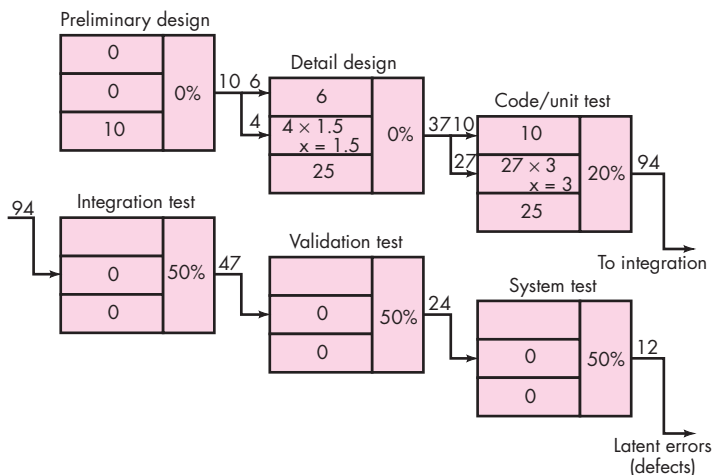 Preliminary design
0
0
10
0%
10 6
4
Detail design
6
4 × 1.5
x = 1.5
25
0%
37 10
27
Code/unit test
10
27 × 3
x = 3
25
20%
94
To integration
94
Integration test
0
0
50%
47
Validation test
0
0
50%
24
System test
0
0
50%
12
Latent errors
(defects)